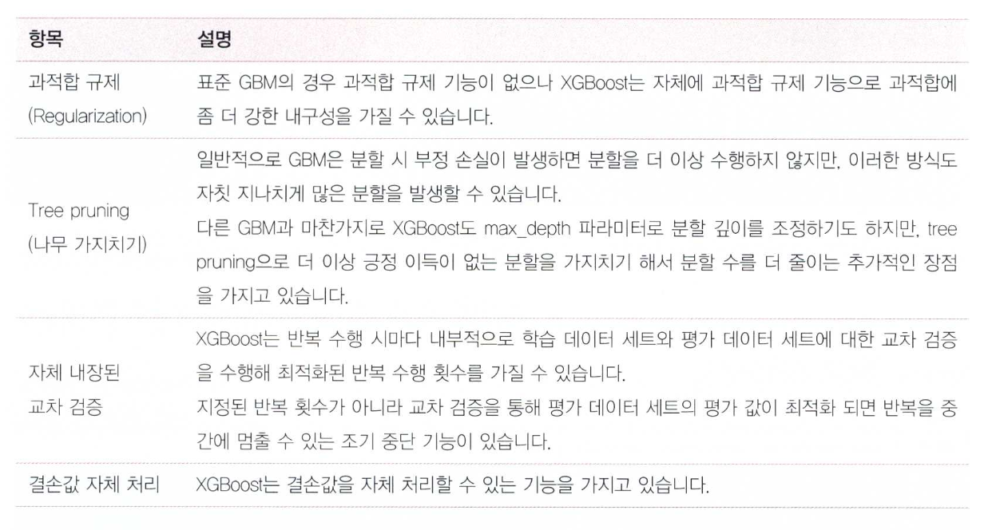 항목 설명
과적합 규제 표준 GBM의 경우 과적합 규제 기능이 없으나 XGBoost는 자체에 과적합 규제 기능으로 과적합에
(Regularization) 좀 더 강한 내구성을 가질 수 있습니다.
일반적으로 GBM은 분할 시 부정 손실이 발생하면 분할을 더 이상 수행하지 않지만, 이러한 방식도
자칫 지나치게 많은 분할을 발생할 수 있습니다.
Tree pruning
(나무 가지치기)
다른 GBM과 마찬가지로 XGBoost도 max_depth 파라미터로 분할 깊이를 조정하기도 하지만, tree
pruning으로 더 이상 긍정 이득이 없는 분할을 가지치기 해서 분할 수를 더 줄이는 추가적인 장점
을 가지고 있습니다.
XGBoost는 반복 수행 시마다 내부적으로 학습 데이터 세트와 평가 데이터 세트에 대한 교차 검증
자체 내장된 을 수행해 최적화된 반복 수행 횟수를 가질 수 있습니다.
교차 검증 지정된 반복 횟수가 아니라 교차 검증을 통해 평가 데이터 세트의 평가 값이 최적화 되면 반복을 중
간에 멈출 수 있는 조기 중단 기능이 있습니다.
결손값 자체 처리 XGBoost는 결손값을 자체 처리할 수 있는 기능을 가지고 있습니다.